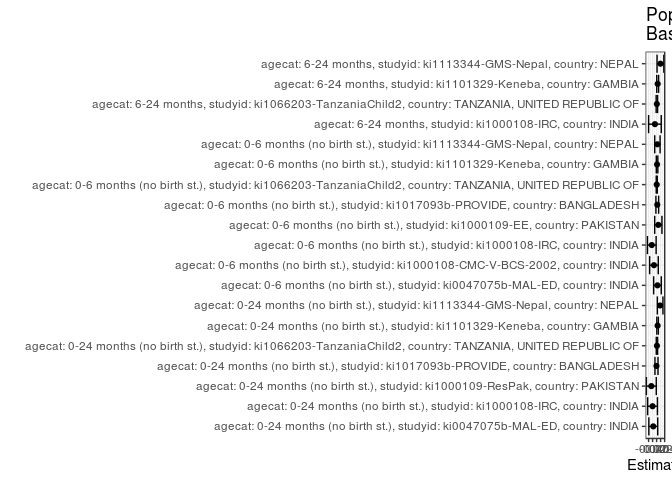 Pop
Bas
agecat: 6-24 months, studyid: ki1113344-GMS-Nepal, country: NEPAL
agecat: 6-24 months, studyid: ki1101329-Keneba, country: GAMBIA
agecat: 6-24 months, studyid: ki1066203-TanzaniaChild2, country: TANZANIA, UNITED REPUBLIC OF
agecat: 6-24 months, studyid: ki1000108-IRC, country: INDIA
agecat: 0-6 months (no birth st.), studyid: ki1113344-GMS-Nepal, country: NEPAL
agecat: 0-6 months (no birth st.), studyid: ki1101329-Keneba, country: GAMBIA
agecat: 0-6 months (no birth st.), studyid: ki1066203-TanzaniaChild2, country: TANZANIA, UNITED REPUBLIC OF
agecat: 0-6 months (no birth st.), studyid: ki1017093b-PROVIDE, country: BANGLADESH
agecat: 0-6 months (no birth st.), studyid: ki1000109-EE, country: PAKISTAN
agecat: 0-6 months (no birth st.), studyid: ki1000108-IRC, country: INDIA
agecat: 0-6 months (no birth st.), studyid: ki1000108-CMC-V-BCS-2002, country: INDIA
agecat: 0-6 months (no birth st.), studyid: ki0047075b-MAL-ED, country: INDIA
agecat: 0-24 months (no birth st.), studyid: ki1113344-GMS-Nepal, country: NEPAL
agecat: 0-24 months (no birth st.), studyid: ki1101329-Keneba, country: GAMBIA
agecat: 0-24 months (no birth st.), studyid: ki1066203-TanzaniaChild2, country: TANZANIA, UNITED REPUBLIC OF
agecat: 0-24 months (no birth st.), studyid: ki1017093b-PROVIDE, country: BANGLADESH
agecat: 0-24 months (no birth st.), studyid: ki1000109-ResPak, country: PAKISTAN
agecat: 0-24 months (no birth st.), studyid: ki1000108-IRC, country: INDIA
agecat: 0-24 months (no birth st.), studyid: ki0047075b-MAL-ED, country: INDIA
Estima